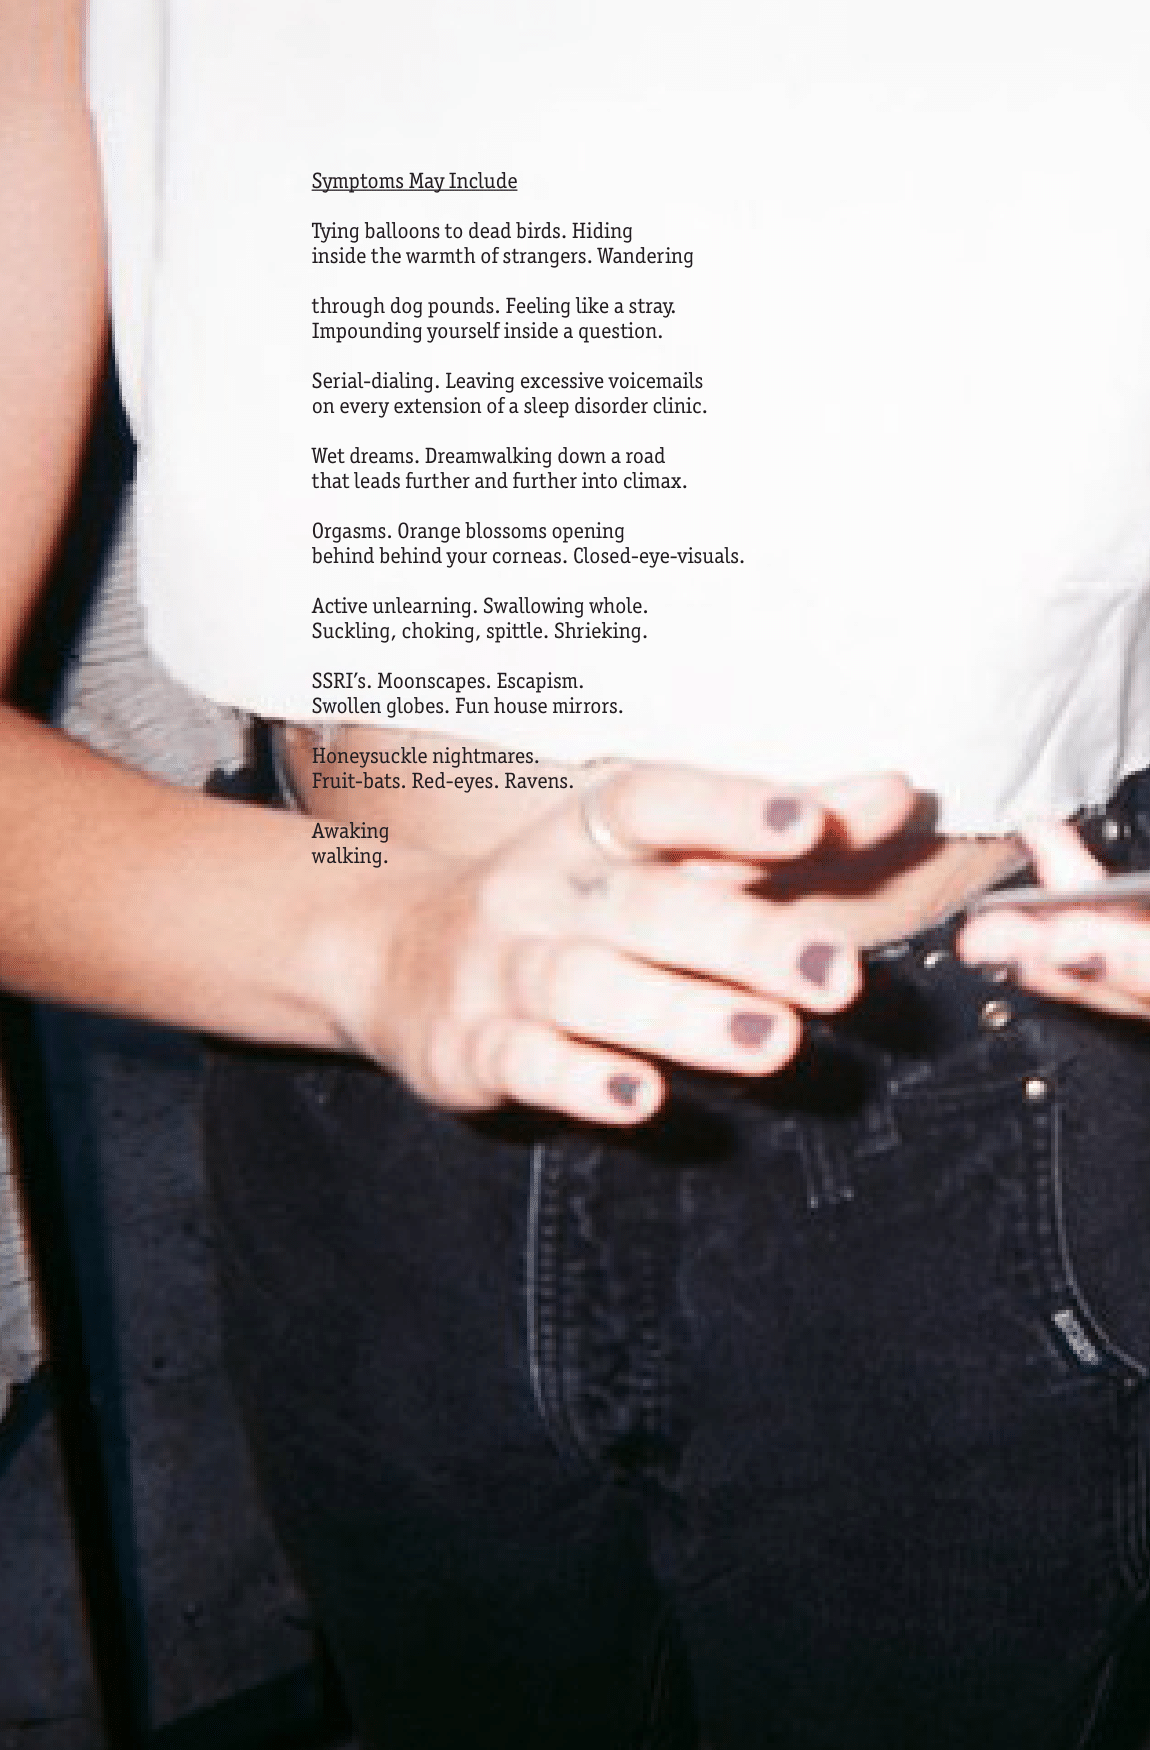 Symptoms May Include
Tying balloons to dead birds. Hiding
inside the warmth of strangers. Wandering
through dog pounds. Feeling like a stray.
Impounding yourself inside a question.
Serial-dialing. Leaving excessive voicemails
on every extension of a sleep disorder clinic.
Wet dreams. Dreamwalking down a road
that leads further and further into climax.
Orgasms. Orange blossoms opening
behind behind your corneas. Closed-eye-visuals.
Active unlearning. Swallowing whole.
Suckling, choking, spittle. Shrieking.
SSRI’s. Moonscapes. Escapism.
Swollen globes. Fun house mirrors.
Honeysuckle nightmares.
Fruit-bats. Red-eyes. Ravens.
Awaking
walking.